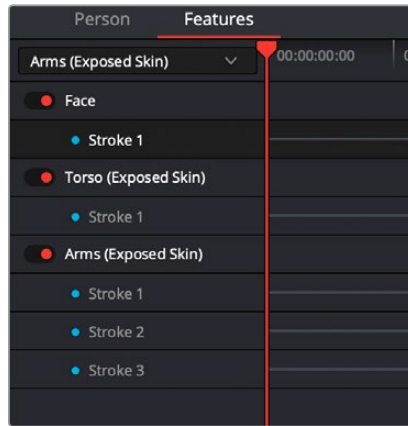 Person Features
Arms (Exposed Skin) 00:00:00:00
Face
Stroke 1
Torso (Exposed Skin)
Stroke 1
Arms (Exposed Skin)
Stroke 1
Stroke 2
Stroke 3